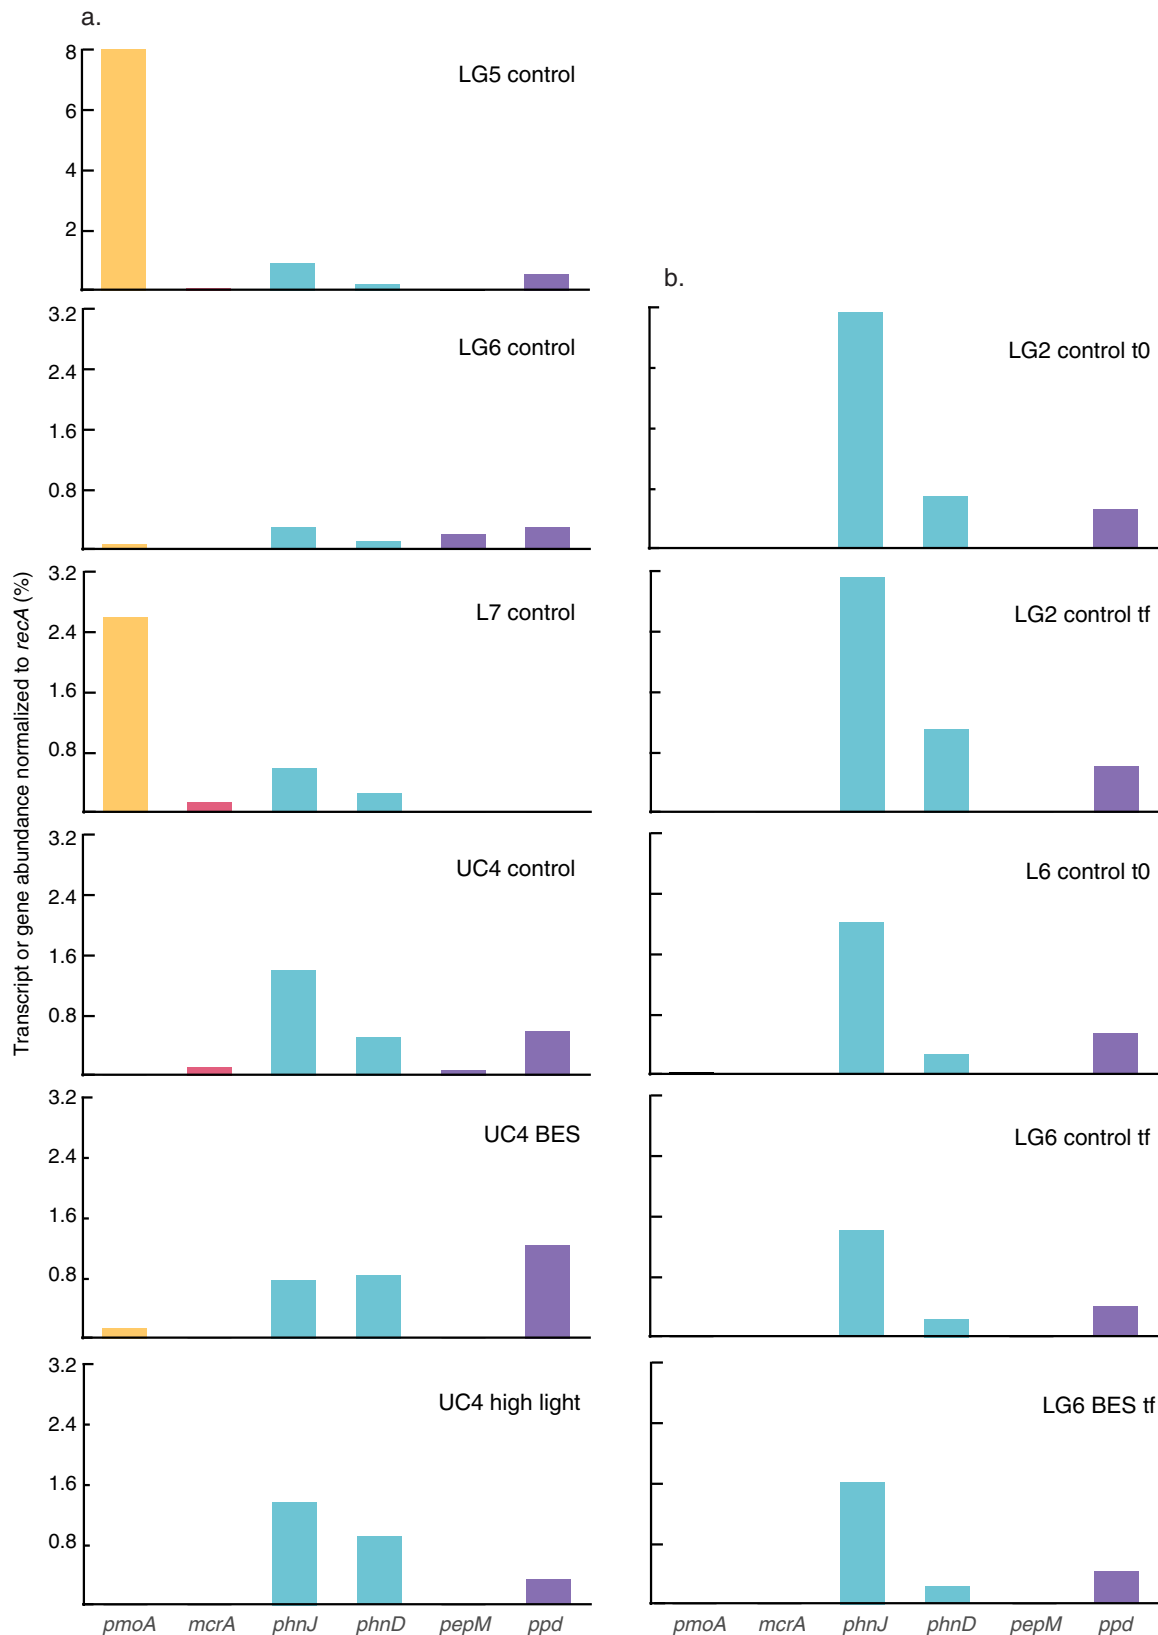 a.
8
6
4
2
LG5 control
3.2
2.4
1.6
0.8
LG6 control
3.2
2.4
1.6
0.8
L7 control
3.2
2.4
1.6
0.8
UC4 control
3.2
2.4
1.6
0.8
UC4 BES
3.2
2.4
1.6
0.8
UC4 high light
pmoA mcrA phnJ phnD pepM ppd
Transcript or gene abundance normalized to recA (%)
b.
LG2 control t0
LG2 control tf
L6 control t0
LG6 control tf
LG6 BES tf
pmoA mcrA phnJ phnD pepM ppd